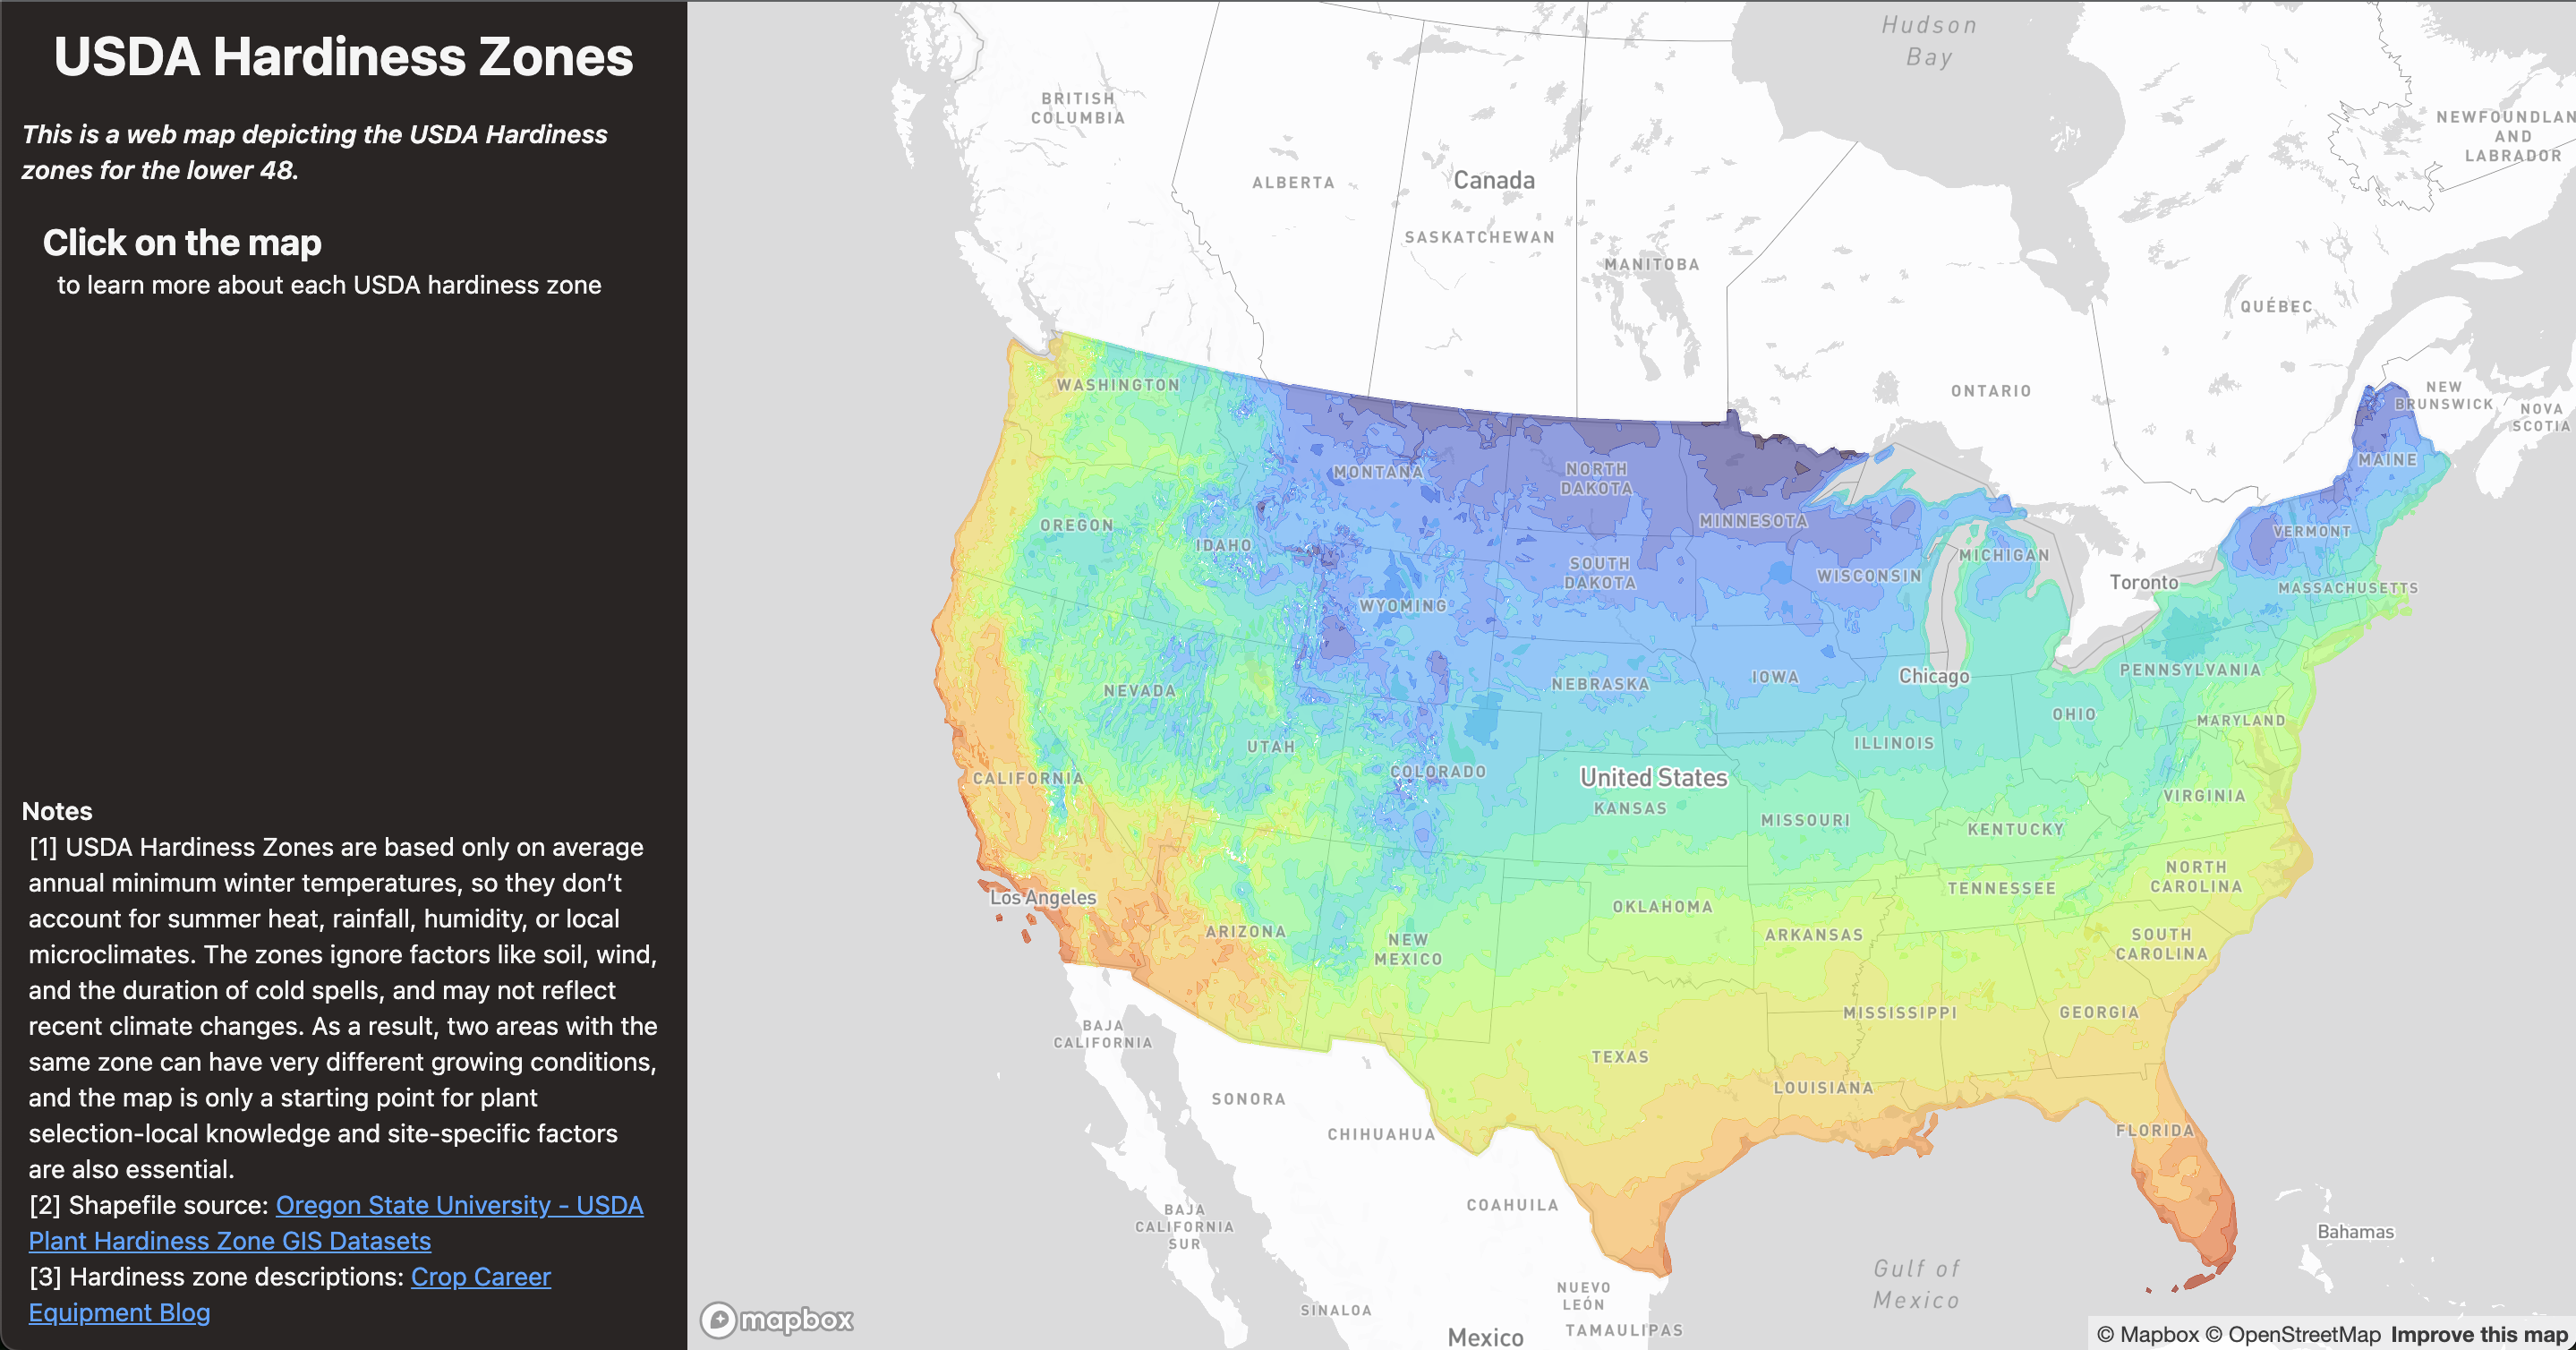 USDA Hardiness Zones
This is a web map depicting the USDA Hardiness
zones for the lower 48.
Click on the map
to learn more about each USDA hardiness zone
Notes
[1] USDA Hardiness Zones are based only on average
annual minimum winter temperatures, so they don’t
account for summer heat, rainfall, humidity, or local
microclimates. The zones ignore factors like soil, wind,
and the duration of cold spells, and may not reflect
recent climate changes. As a result, two areas with the
same zone can have very different growing conditions,
and the map is only a starting point for plant
selection-local knowledge and site-specific factors
are also essential.
[2] Shapefile source: Oregon State University - USDA
Plant Hardiness Zone GIS Datasets
[3] Hardiness zone descriptions: Crop Career
Equipment Blog
Hudson
Bay
BRITISH
COLUMBIA
NEWFOUNDLAN
AND
LABRADOR
ALBERTA
Canada
SASKATCHEWAN
MANITOBA
QUÉBEC
ONTARIO
NEW
BRUNSWICK
NOVA
SCOTIA
WASHINGTON
MONTANA
NORTH
DAKOTA
MAINE
OREGON
IDAHO
MINNESOTA
VERMONT
MICHIGAN
SOUTH
DAKOTA
WISCONSIN
Toronto
MASSACHUSETTS
WYOMING
NEBRASKA
IOWA
Chicago
PENNSYLVANIA
NEVADA
UTAH
OHIO
MARYLAND
ILLINOIS
CALIFORNIA
COLORADO
United States
KANSAS
MISSOURI
KENTUCKY
VIRGINIA
Los Angeles
ARIZONA
NEW
MEXICO
OKLAHOMA
ARKANSAS
TENNESSEE
NORTH
CAROLINA
SOUTH
CAROLINA
MISSISSIPPI
GEORGIA
BAJA
CALIFORNIA
TEXAS
LOUISIANA
SONORA
CHIHUAHUA
FLORIDA
BAJA
CALIFORNIA
SUR
COAHUILA
Bahamas
Gulf of
Mexico
NUEVO
LEÓN
SINALOA
TAMAULIPAS
Mexico
mapbox
© Mapbox © OpenStreetMap Improve this map